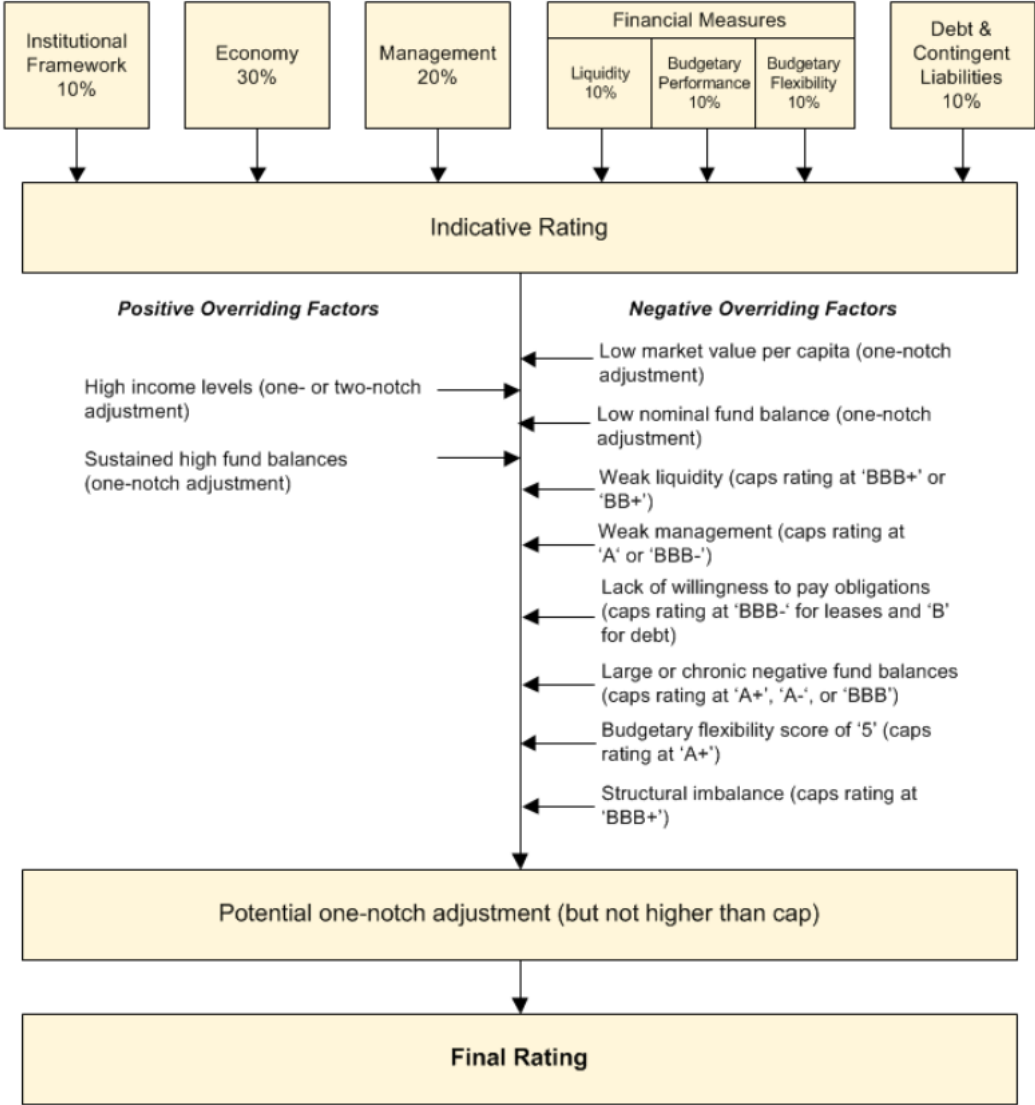 Institutional
Framework
10%
Economy
30%
Management
20%
Financial Measures
Liquidity
10%
Budgetary
Performance
10%
Budgetary
Flexibility
10%
Debt &
Contingent
Liabilities
10%
Indicative Rating
Positive Overriding Factors
High income levels (one- or two-notch
adjustment)
Sustained high fund balances
(one-notch adjustment)
Negative Overriding Factors
Low market value per capita (one-notch
adjustment)
Low nominal fund balance (one-notch
adjustment)
Weak liquidity (caps rating at ‘BBB+’ or
‘BB+’)
Weak management (caps rating at
‘A‘ or ‘BBB-’)
Lack of willingness to pay obligations
(caps rating at ‘BBB-‘ for leases and ‘B’
for debt)
Large or chronic negative fund balances
(caps rating at ‘A+’, ‘A-‘, or ‘BBB’)
Budgetary flexibility score of ‘5’ (caps
rating at ‘A+’)
Structural imbalance (caps rating at
‘BBB+’)
Potential one-notch adjustment (but not higher than cap)
Final Rating